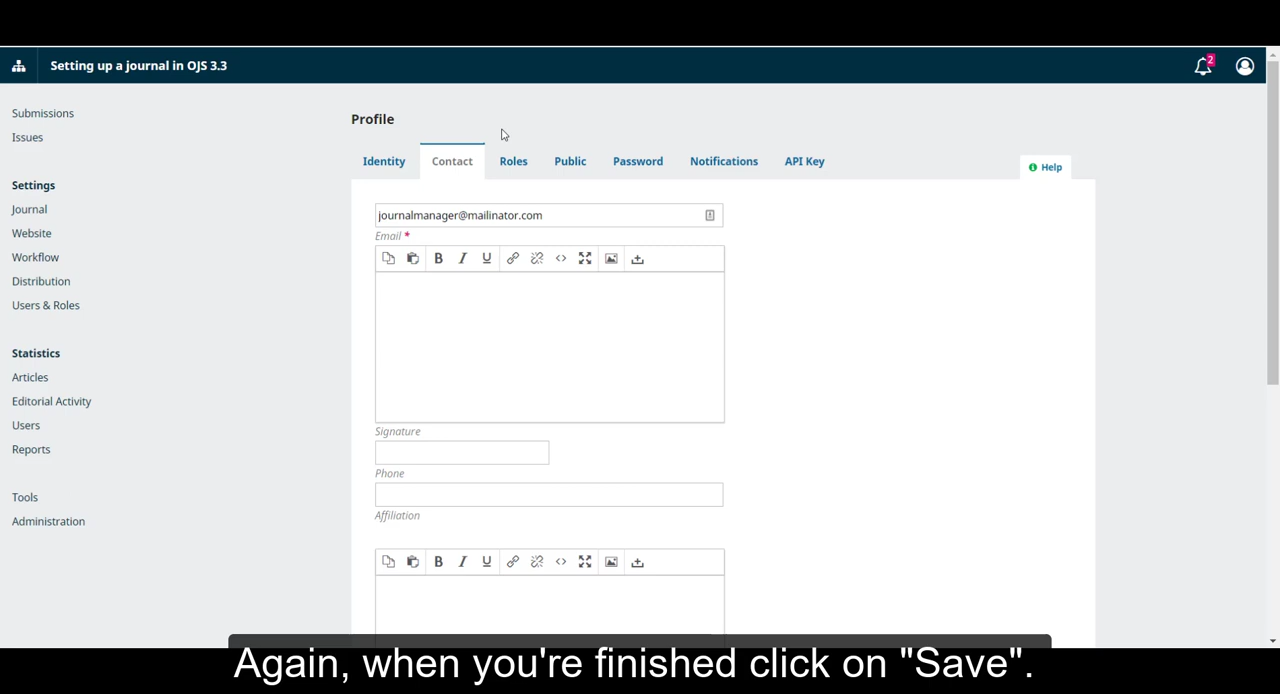 Setting up a journal in OJS 3.3
2
Submissions
Issues
Settings
Journal
Website
Workflow
Distribution
Users & Roles
Statistics
Articles
Editorial Activity
Users
Reports
Tools
Administration
Profile
Identity Contact Roles Public Password Notifications API Key
Help
journalmanager@mailinator.com
Email *
B I U
Signature
Phone
Affiliation
B I U
Again, when you're finished click on "Save".